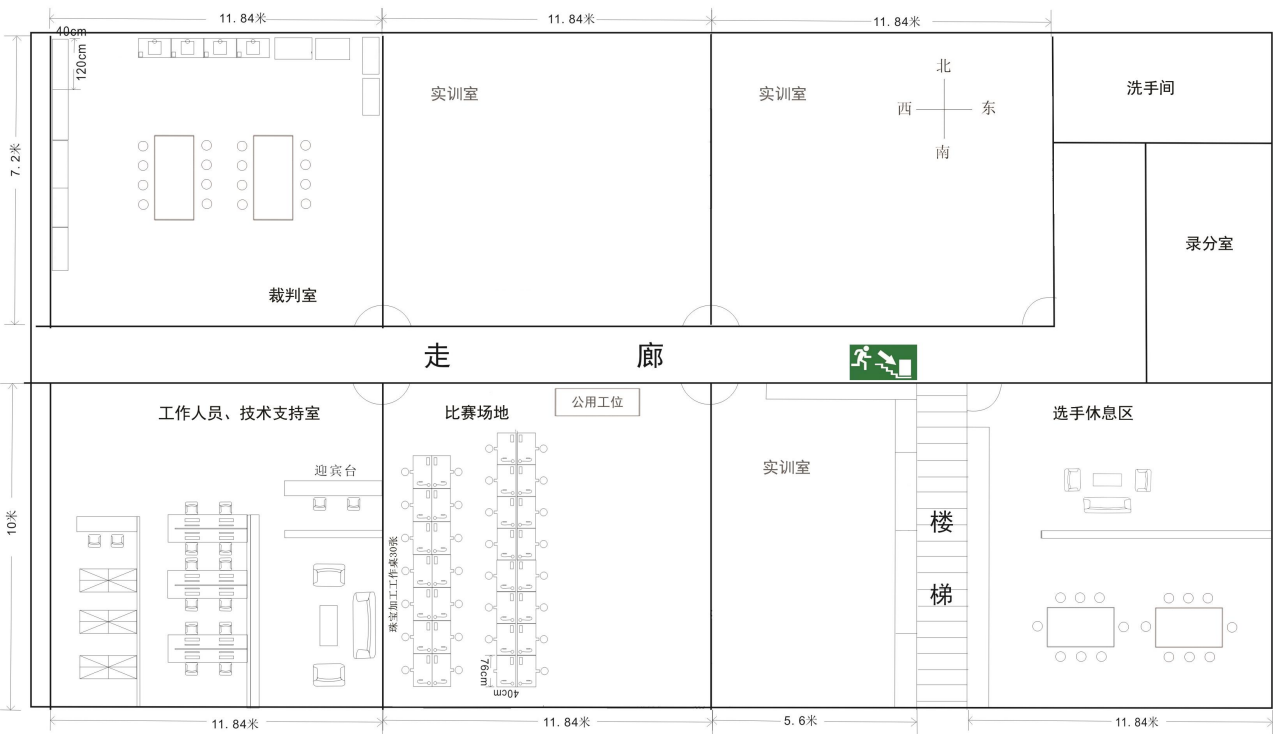 11.84米
11.84米
11.84米
40cm
120cm
7.2米
实训室
实训室
北
西
东
南
洗手间
录分室
裁判室
走廊
工作人员、技术支持室
比赛场地
公用工位
选手休息区
迎宾台
实训室
10米
珠宝加工工作桌30张
楼梯
76cm
40cm
11.84米
11.84米
5.6米
11.84米